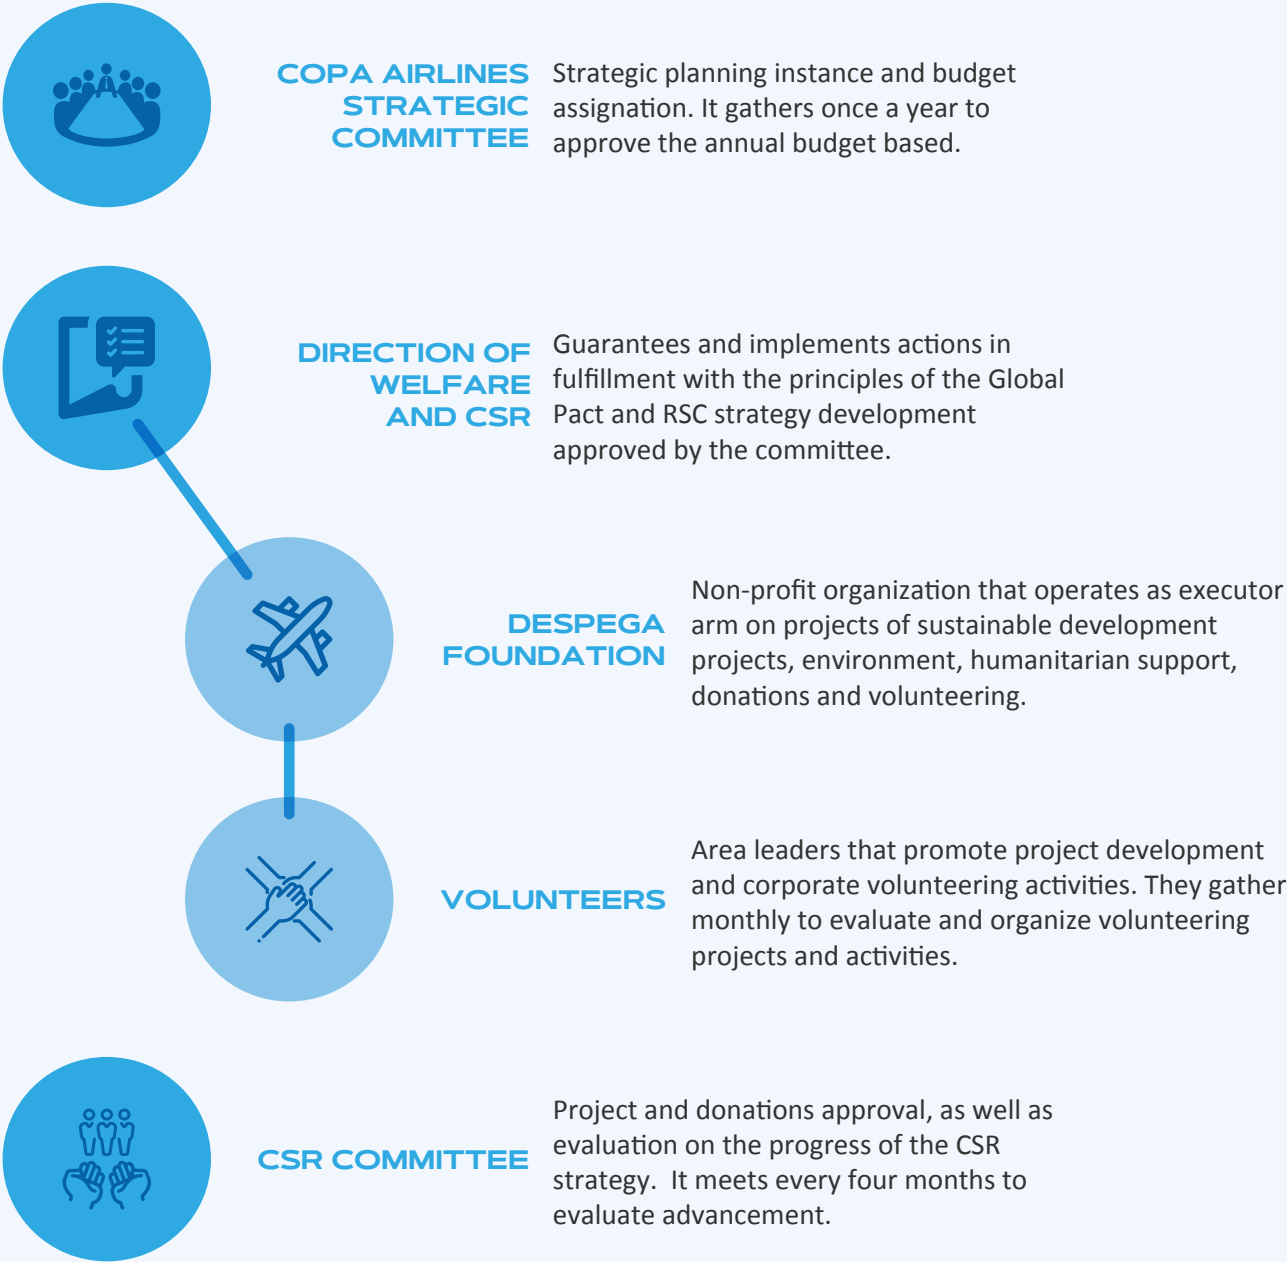 COPA AIRLINES
STRATEGIC
COMMITTEE
Strategic planning instance and budget
assignation. It gathers once a year to
approve the annual budget based.
DIRECTION OF
WELFARE
AND CSR
Guarantees and implements actions in
fulfillment with the principles of the Global
Pact and RSC strategy development
approved by the committee.
DESPEGA
FOUNDATION
Non-profit organization that operates as executor
arm on projects of sustainable development
projects, environment, humanitarian support,
donations and volunteering.
VOLUNTEERS
Area leaders that promote project development
and corporate volunteering activities. They gather
monthly to evaluate and organize volunteering
projects and activities.
CSR COMMITTEE
Project and donations approval, as well as
evaluation on the progress of the CSR
strategy.  It meets every four months to
evaluate advancement.